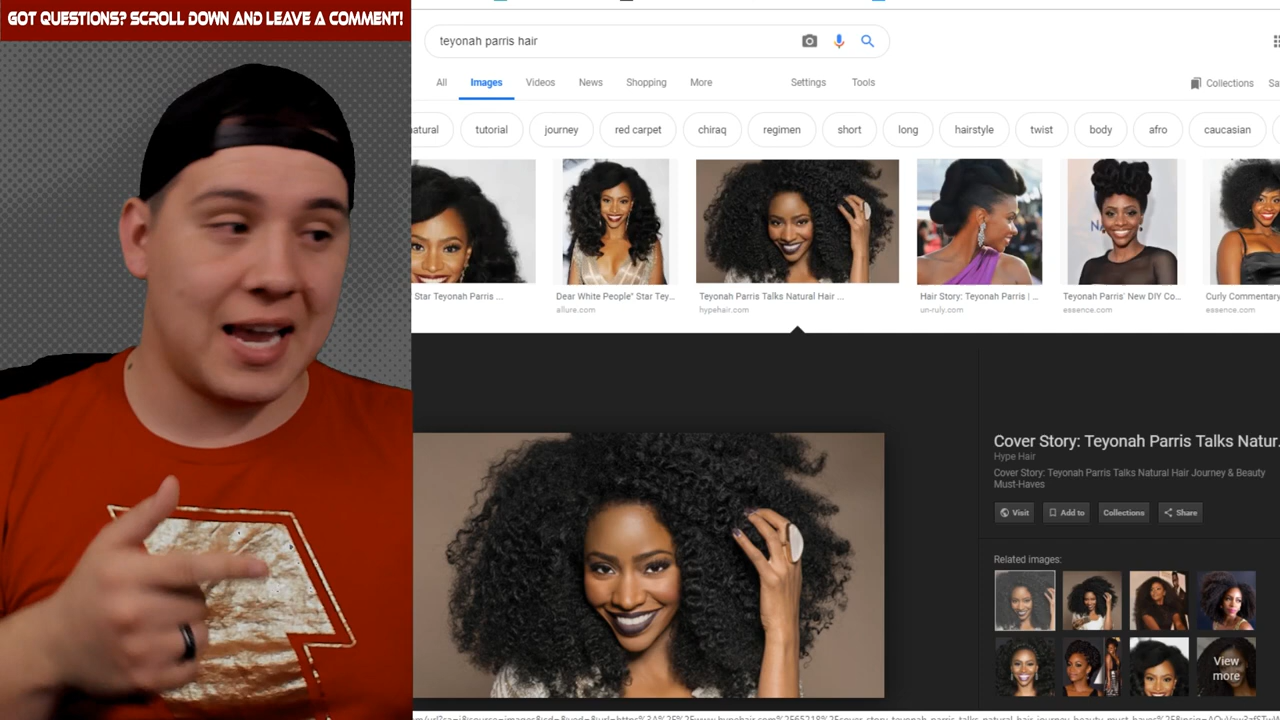 GOT QUESTIONS? SCROLL DOWN AND LEAVE A COMMENT!
teyonah parris hair
All Images Videos News Shopping More Settings Tools
Collections
tutorial journey red carpet chiraq regimen short long hairstyle twist body afro caucasian
Star Teyonah Parris ...
Dear White People" Star Tey...
allure.com
Teyonah Parris Talks Natural Hair ...
hypehair.com
Hair Story: Teyonah Parris | ...
un-ruly.com
Teyonah Parris' New DIY Co...
essence.com
Curly Commentary
essence.com
Cover Story: Teyonah Parris Talks Natur
Hype Hair
Cover Story: Teyonah Parris Talks Natural Hair Journey & Beauty
Must-Haves
Visit Add to Collections Share
Related images:
View
more